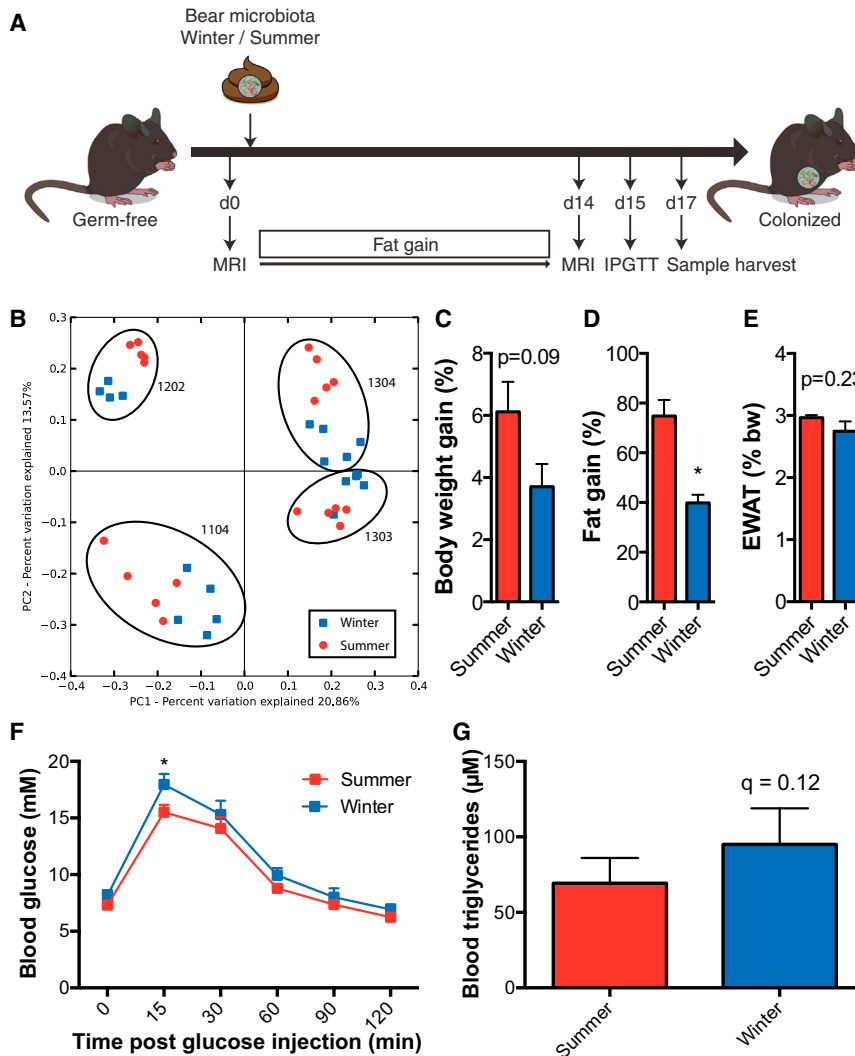 A
Bear microbiota
Winter / Summer
Germ-free
Colonized
d0
d14
d15
d17
Fat gain
MRI
MRI
IPGTT
Sample harvest
B
0.3
0.2
0.1
0.0
−0.1
−0.2
−0.3
−0.4
−0.4
−0.3
−0.2
−0.1
0.0
0.1
0.2
0.3
0.4
PC2 - Percent variation explained 13.57%
PC1 - Percent variation explained 20.86%
1202
1304
1303
1104
Winter
Summer
C
Body weight gain (%)
8
6
4
2
0
p=0.09
Summer
Winter
D
Fat gain (%)
100
80
60
40
20
0
*
Summer
Winter
E
EWAT (% bw)
4
3
2
1
0
p=0.23
Summer
Winter
F
Blood glucose (mM)
20
15
10
5
0
*
Summer
Winter
0
15
30
60
90
120
Time post glucose injection (min)
G
Blood triglycerides (µM)
150
100
50
0
q = 0.12
Summer
Winter